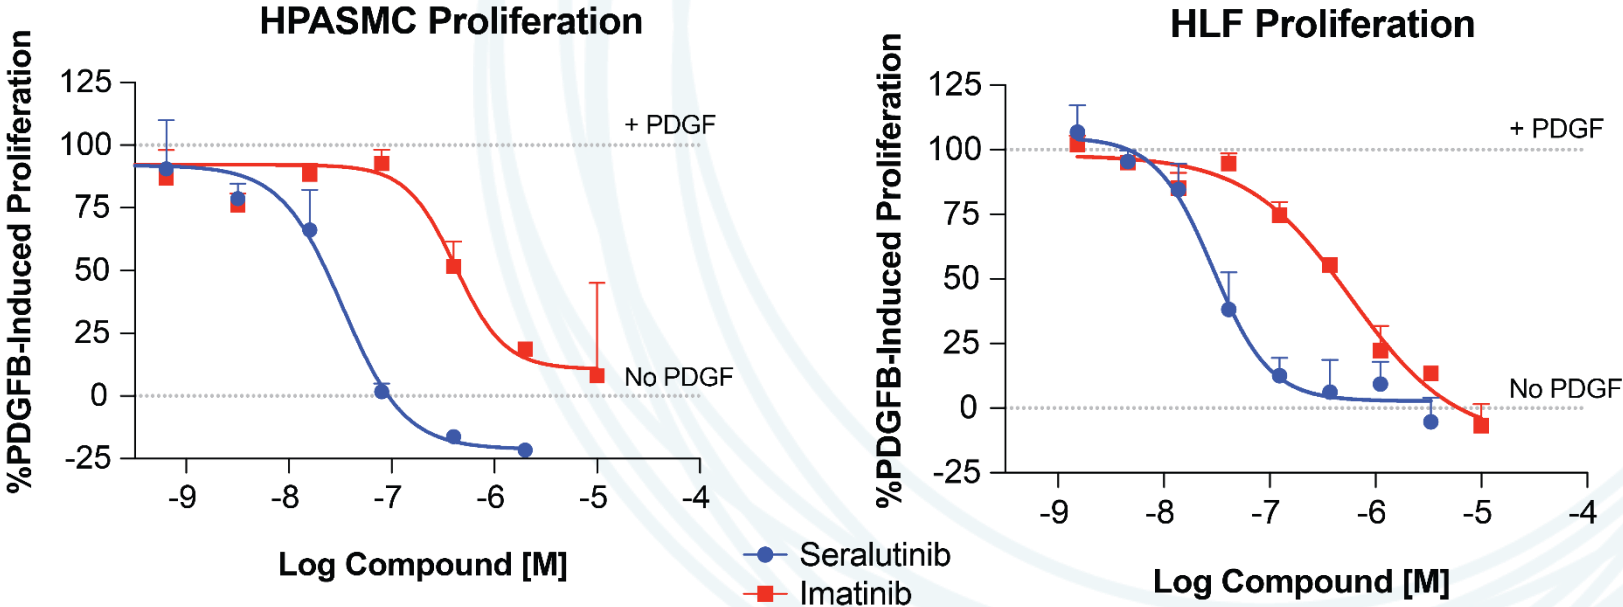 HPASMC Proliferation
%PDGFB-Induced Proliferation
125
100
75
50
25
0
-25
+ PDGF
No PDGF
-9
-8
-7
-6
-5
-4
Log Compound [M]
HLF Proliferation
%PDGFB-Induced Proliferation
125
100
75
50
25
0
-25
+ PDGF
No PDGF
-9
-8
-7
-6
-5
-4
Log Compound [M]
Seralutinib
Imatinib